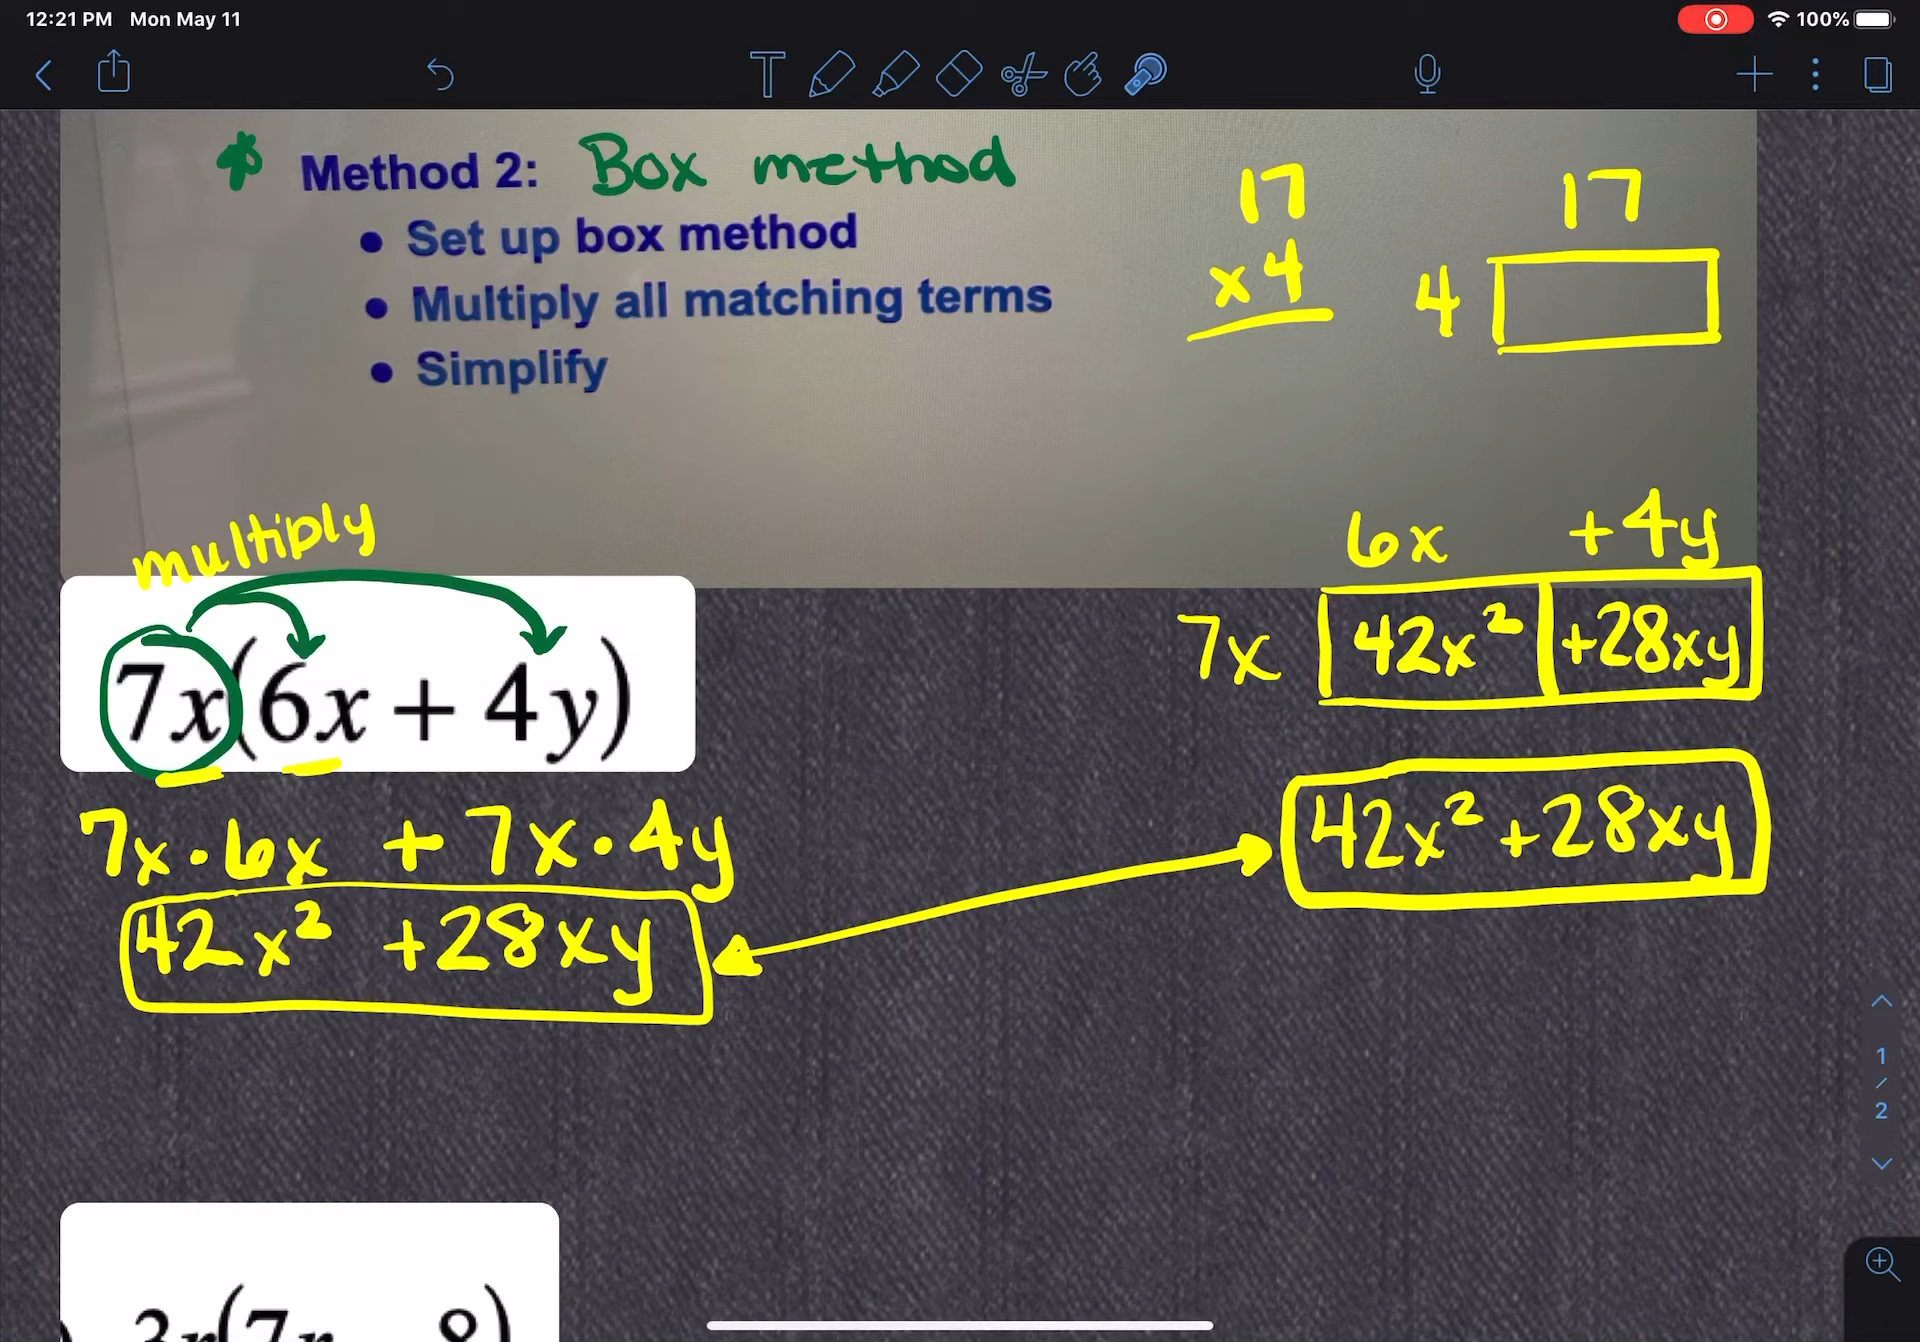 12:21 PM Mon May 11
100%
Method 2: Box method
• Set up box method
• Multiply all matching terms
• Simplify
17
x 4
17
4
multiply
7x(6x + 4y)
7x · 6x + 7x · 4y
42x² + 28xy
6x + 4y
7x 42x² +28xy
42x² + 28xy
1
/
2